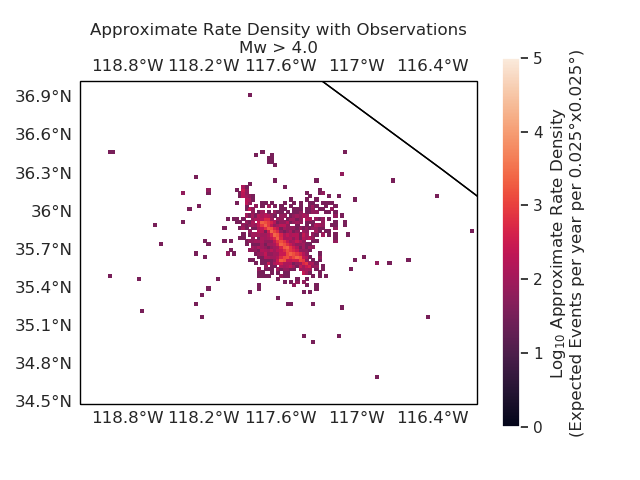 Approximate Rate Density with Observations
Mw > 4.0
118.8°W 118.2°W 117.6°W 117°W 116.4°W
36.9°N
36.6°N
36.3°N
36°N
35.7°N
35.4°N
35.1°N
34.8°N
34.5°N
118.8°W 118.2°W 117.6°W 117°W 116.4°W
5
4
3
2
1
0
Log₁₀ Approximate Rate Density
(Expected Events per year per 0.025°x0.025°)